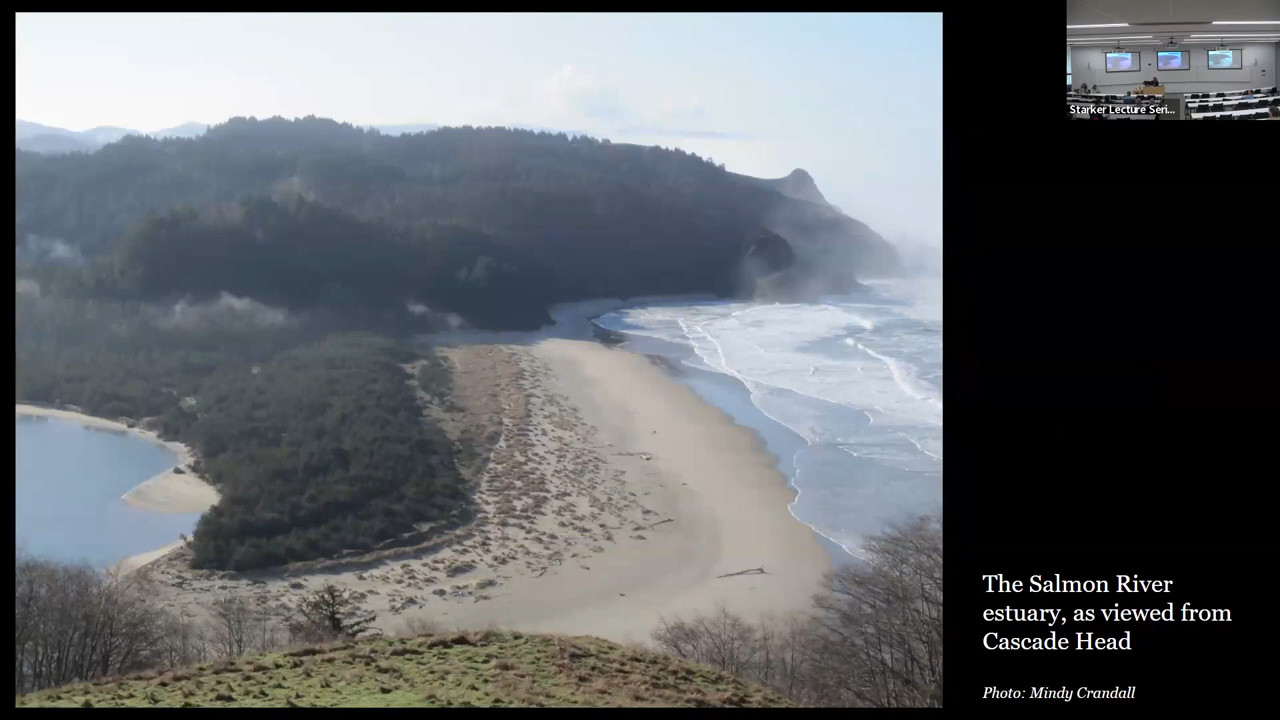 Starker Lecture Seri...
The Salmon River
estuary, as viewed from
Cascade Head
Photo: Mindy Crandall